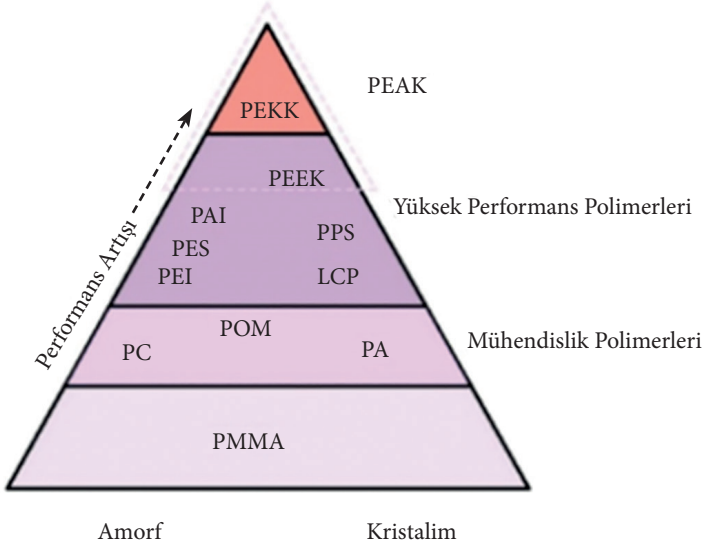 PEAK
PEKK
PEEK
Yüksek Performans Polimerleri
PAI
PPS
PES
PEI
LCP
Performans Artışı
POM
Mühendislik Polimerleri
PC
PA
PMMA
Amorf
Kristalim